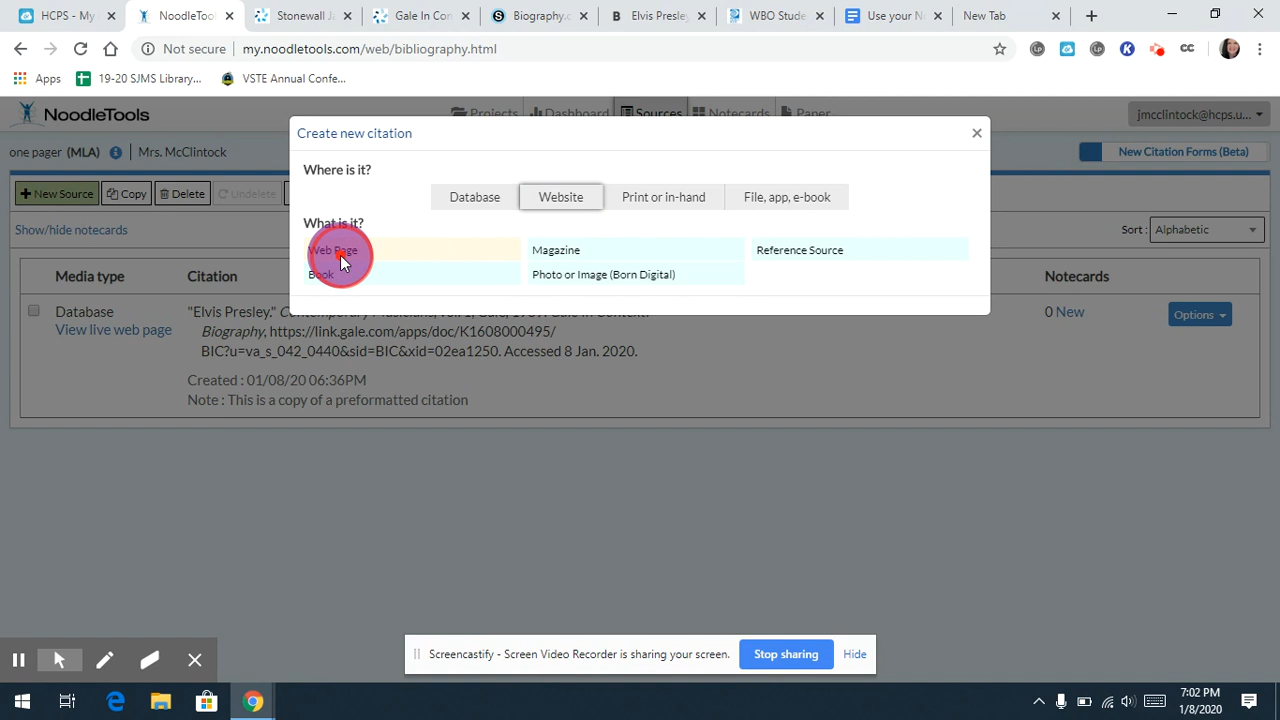 HCPS - My
NoodleTool
Stonewall Ja
Gale In Con
Biography.c
Elvis Presley
WBO Stude
Use your Nu
New Tab
Not secure
my.noodletools.com/web/bibliography.html
Apps
19-20 SJMS Library...
VSTE Annual Confe...
NoodleTools
Projects
Dashboard
Sources
Notecards
Paper
jmcclintock@hcps.u...
one pager (MLA)
Mrs. McClintock
New Citation Forms (Beta)
Create new citation
Where is it?
Database
Website
Print or in-hand
File, app, e-book
What is it?
Web Page
Magazine
Reference Source
Book
Photo or Image (Born Digital)
New Source
Copy
Delete
Undelete
Show/hide notecards
Sort :
Alphabetic
Media type
Citation
Notecards
Database
View live web page
"Elvis Presley."
Biography, https://link.gale.com/apps/doc/K1608000495/
BIC?u=va_s_042_0440&sid=BIC&xid=02ea1250. Accessed 8 Jan. 2020.
Created : 01/08/20 06:36PM
Note : This is a copy of a preformatted citation
0 New
Options
Screencastify - Screen Video Recorder is sharing your screen.
Stop sharing
Hide
7:02 PM
1/8/2020